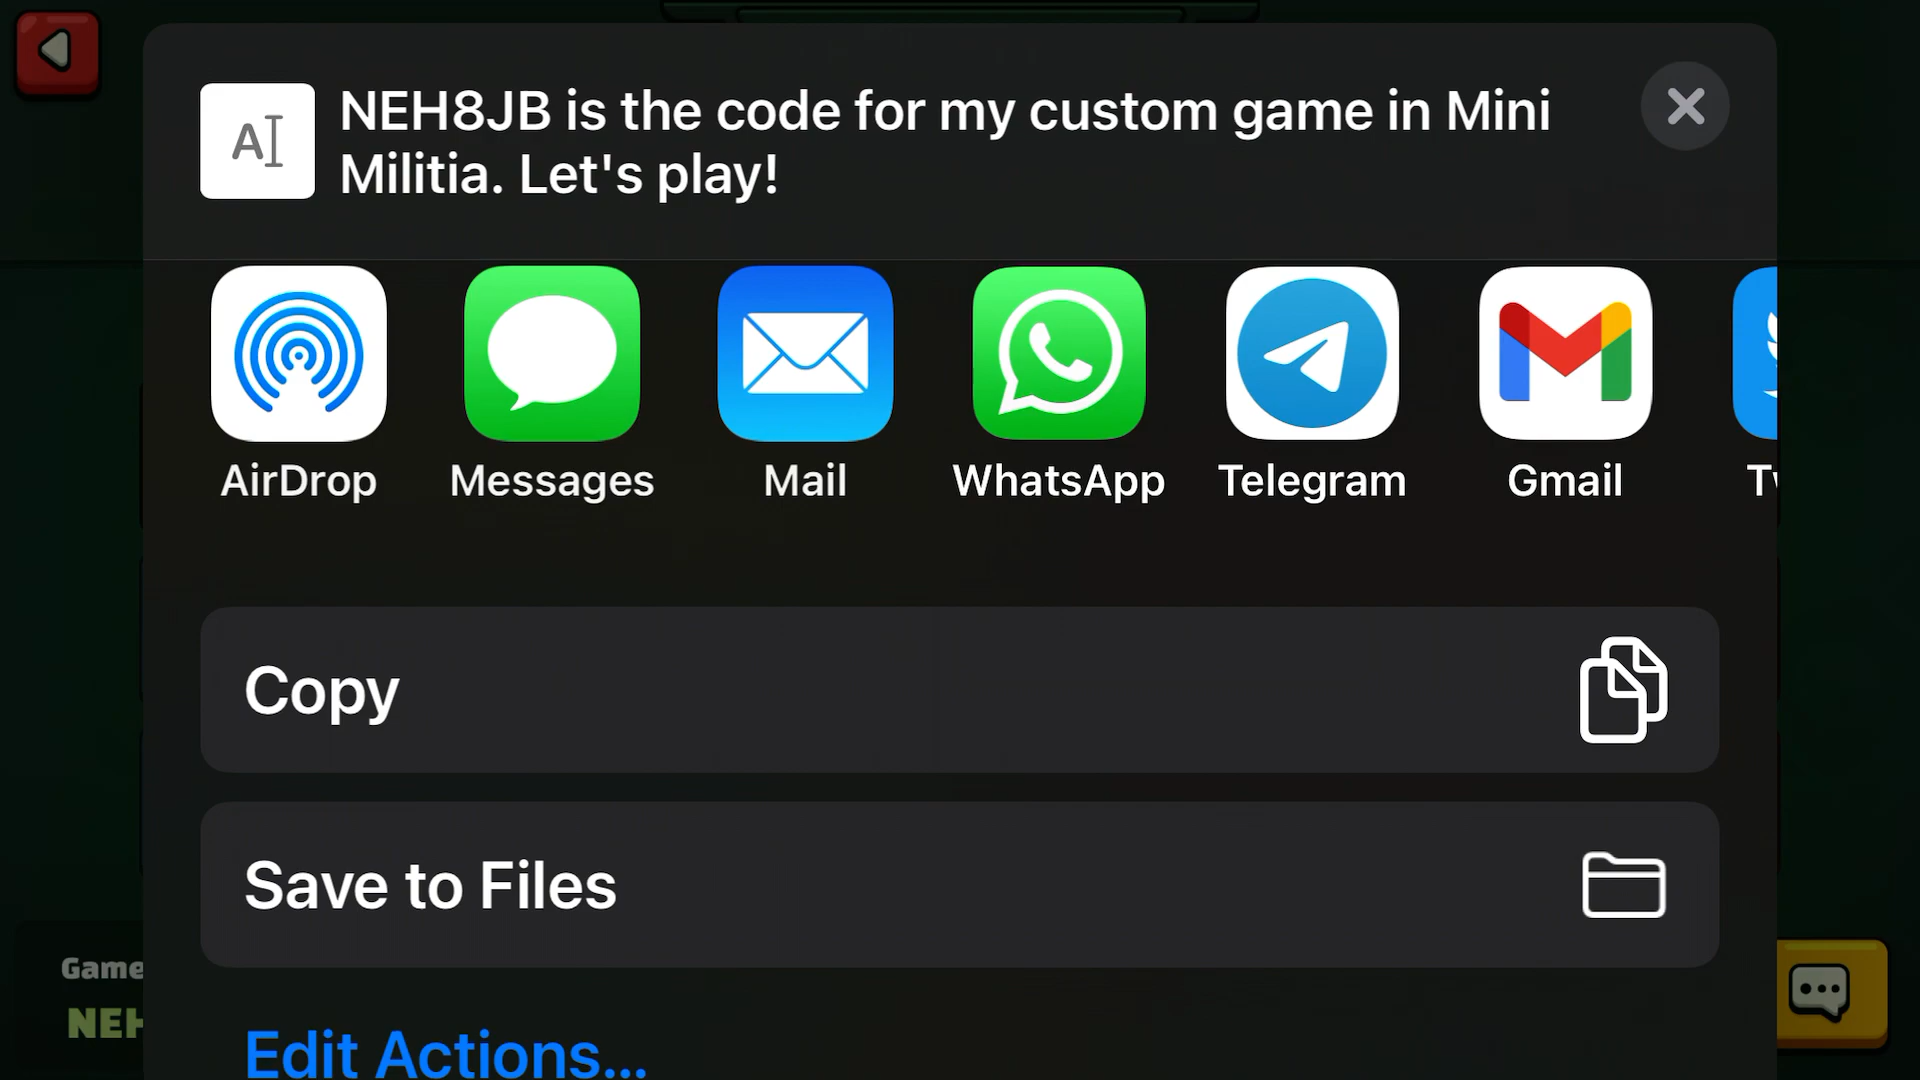 NEH8JB is the code for my custom game in Mini
Militia. Let's play!
AirDrop
Messages
Mail
WhatsApp
Telegram
Gmail
Copy
Save to Files
Game
NEH
Edit Actions...